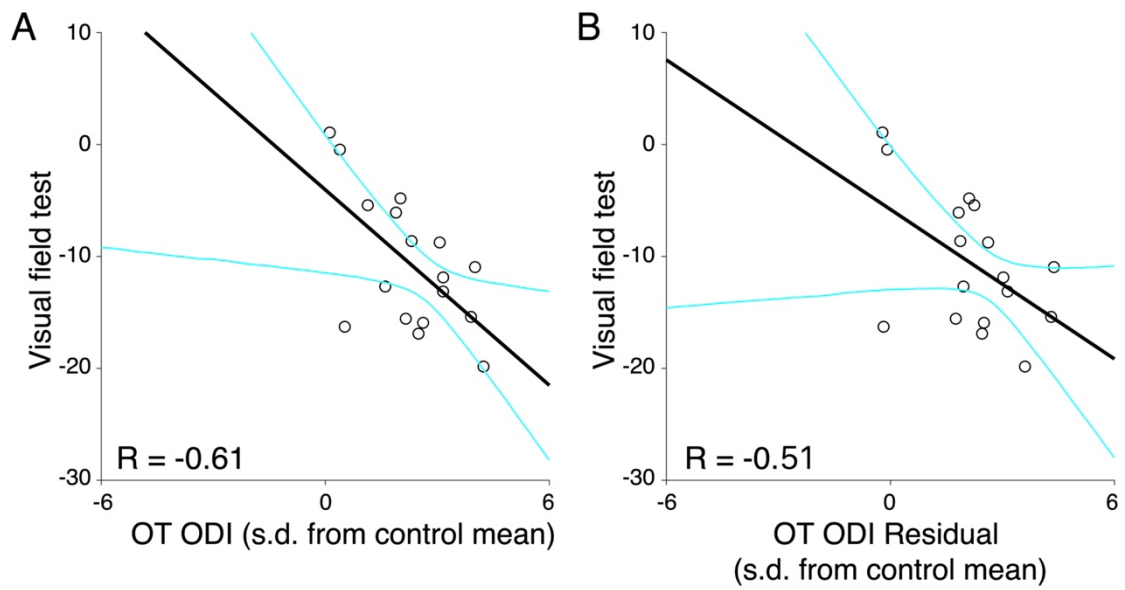 A
10
0
-10
-20
-30
Visual field test
R = -0.61
-6
0
6
OT ODI (s.d. from control mean)
B
10
0
-10
-20
-30
Visual field test
R = -0.51
-6
0
6
OT ODI Residual
(s.d. from control mean)